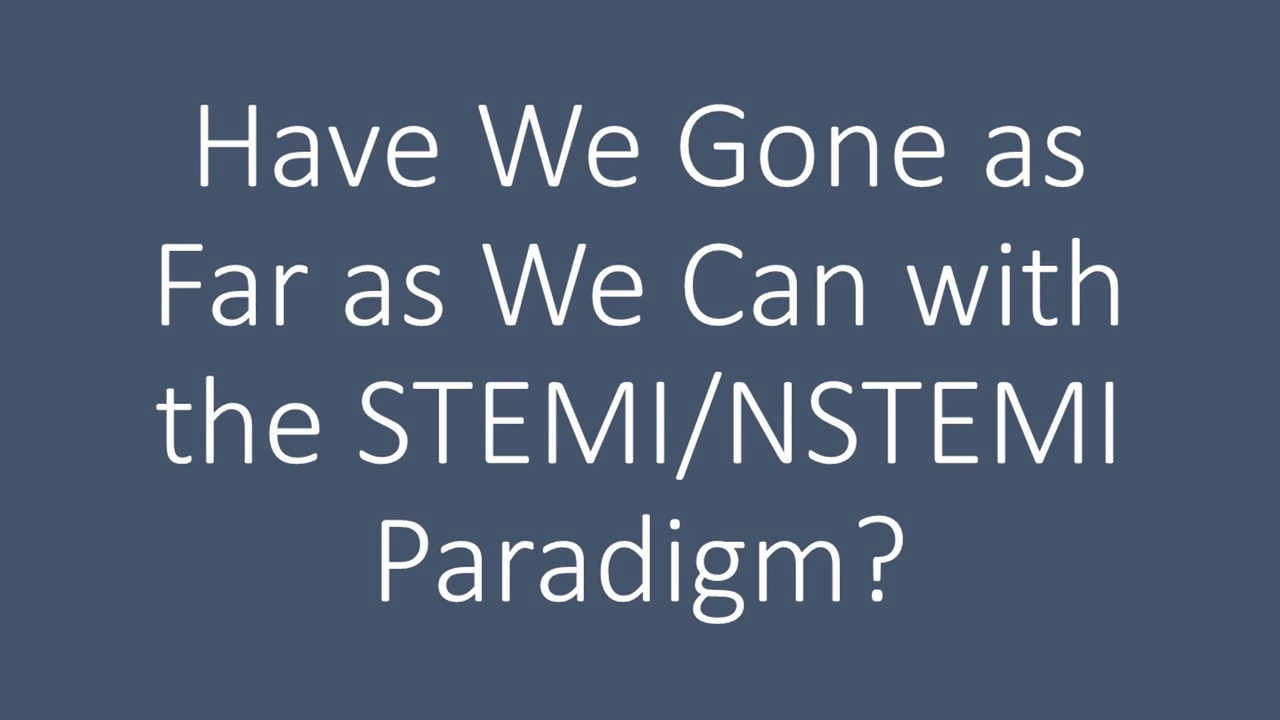 Have We Gone as
Far as We Can with
the STEMI/NSTEMI
Paradigm?